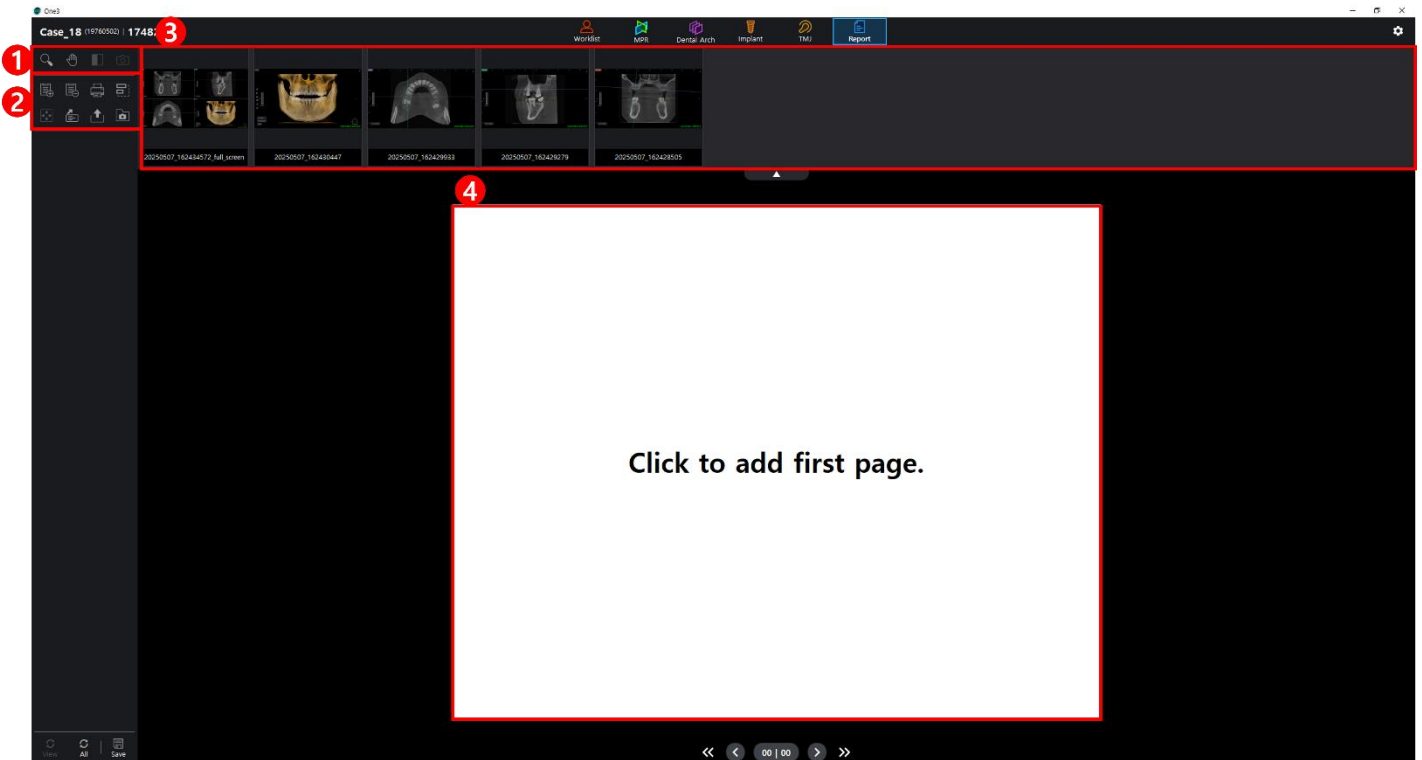 One3
Case_18 (19760502) | 1748
3
Worklist
MPR
Dental Arch
Implant
TMJ
Report
1
2
20250507_162434572_full_screen
20250507_162430447
20250507_162429933
20250507_162429279
20250507_162428505
4
Click to add first page.
View
All
Save
00 | 00